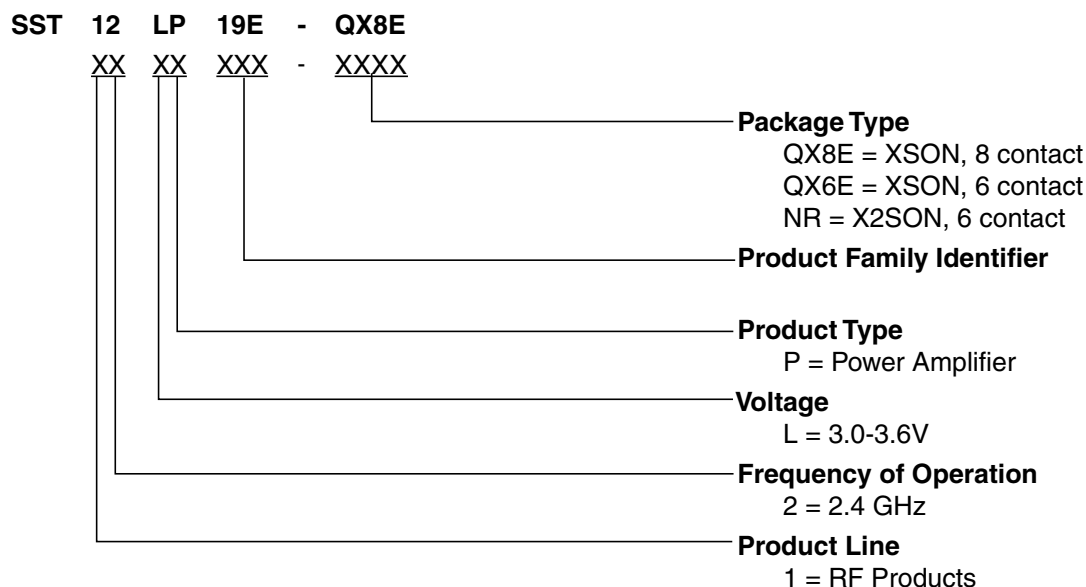 SST 12 LP 19E - QX8E
XX XX XXX - XXXX
Package Type
QX8E = XSON, 8 contact
QX6E = XSON, 6 contact
NR = X2SON, 6 contact
Product Family Identifier
Product Type
P = Power Amplifier
Voltage
L = 3.0-3.6V
Frequency of Operation
2 = 2.4 GHz
Product Line
1 = RF Products